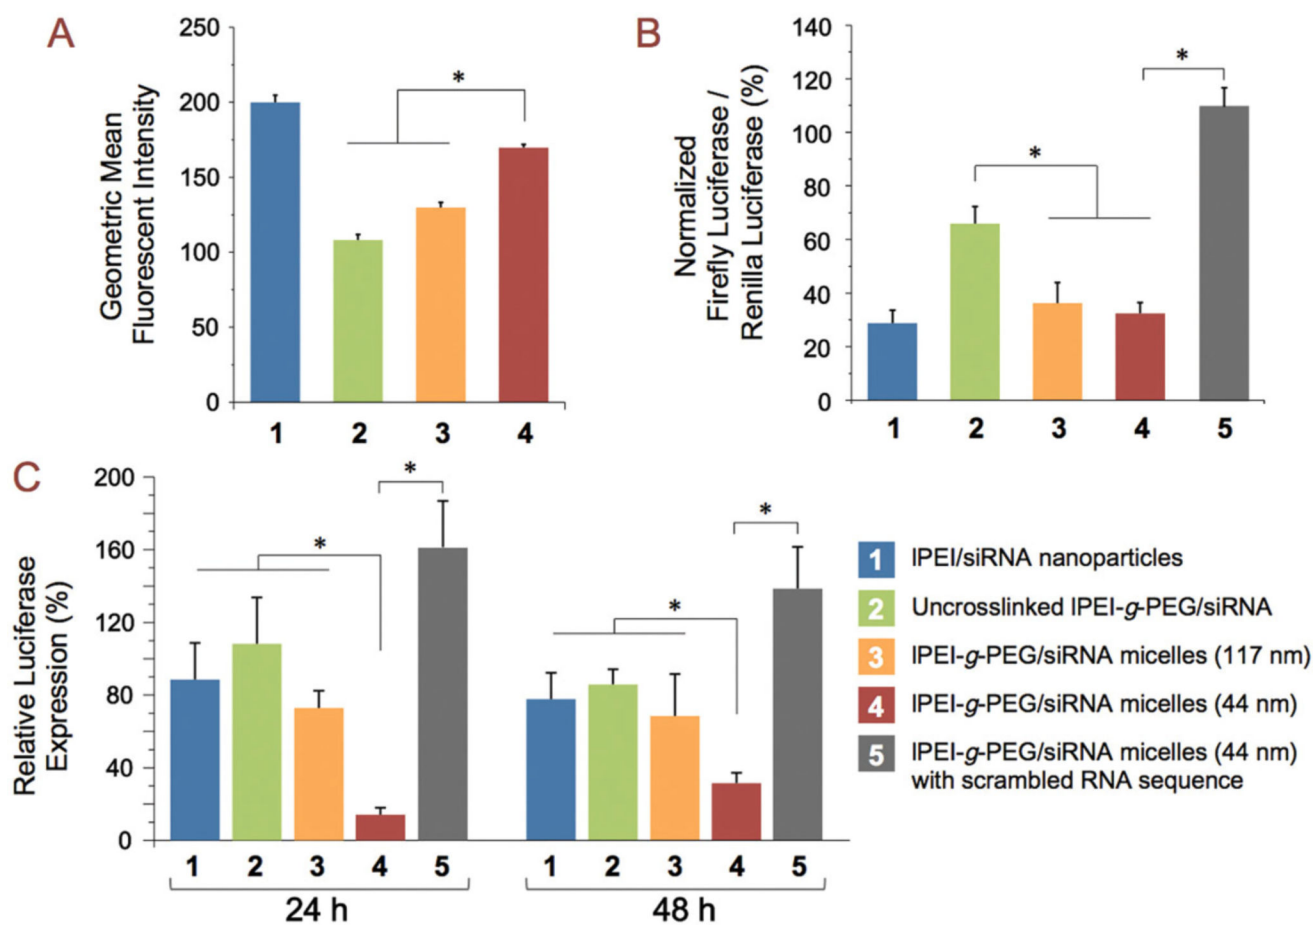 A
Geometric Mean
Fluorescent Intensity
250
200
150
100
50
0
*
1 2 3 4
B
Normalized
Firefly Luciferase /
Renilla Luciferase (%)
140
120
100
80
60
40
20
0
*
*
1 2 3 4 5
C
Relative Luciferase
Expression (%)
200
160
120
80
40
0
*
*
*
*
1 2 3 4 5 1 2 3 4 5
24 h 48 h
1 lPEI/siRNA nanoparticles
2 Uncrosslinked lPEI-g-PEG/siRNA
3 lPEI-g-PEG/siRNA micelles (117 nm)
4 lPEI-g-PEG/siRNA micelles (44 nm)
5 lPEI-g-PEG/siRNA micelles (44 nm)
with scrambled RNA sequence